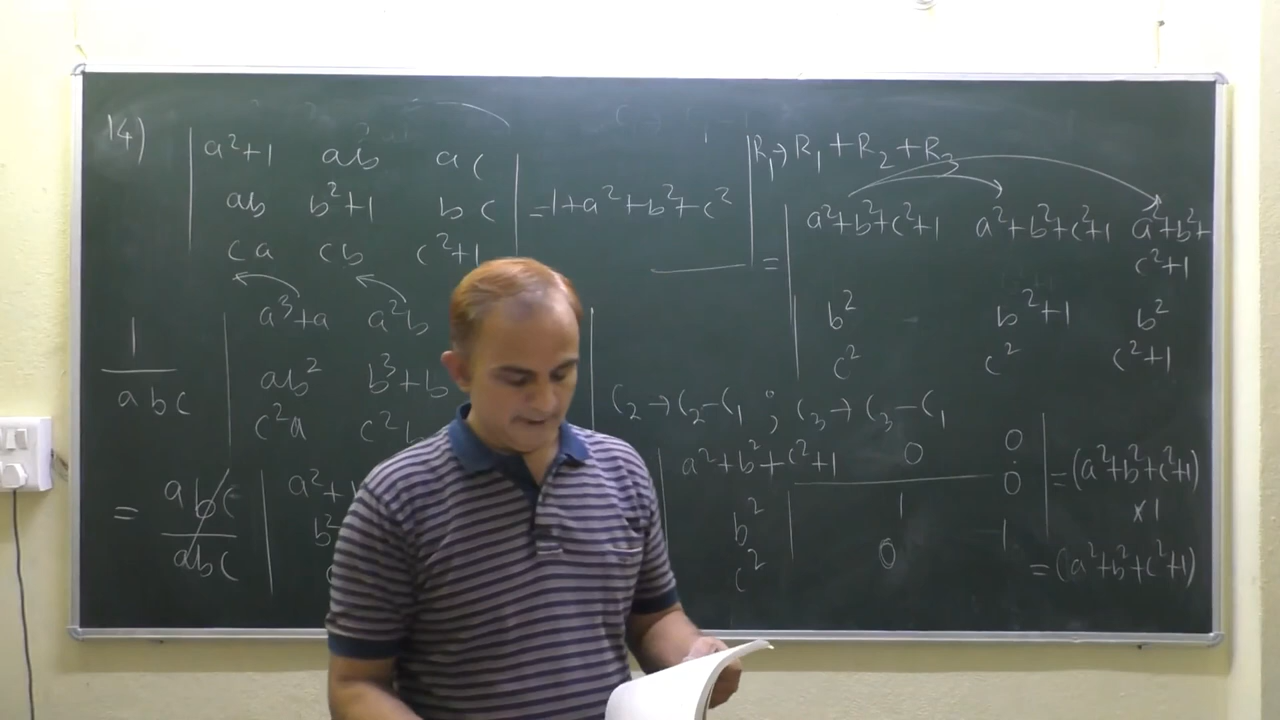 14)
a²+1 ab ac
ab b²+1 bc = 1+a²+b²+c²
ca cb c²+1
1
abc
a³+a a²b
ab² b³+b
c²a c²b
= abc
abc
a²+1
b²
R₁→R₁+R₂+R₃
= a²+b²+c²+1 a²+b²+c²+1 a²+b²+
c²+1
b² b²+1 b²
c² c² c²+1
C₂→C₂-C₁ ; C₃→C₃-C₁
a²+b²+c²+1 0 0 = (a²+b²+c²+1)
b² 1 0 ×1
c² 0 1 = (a²+b²+c²+1)